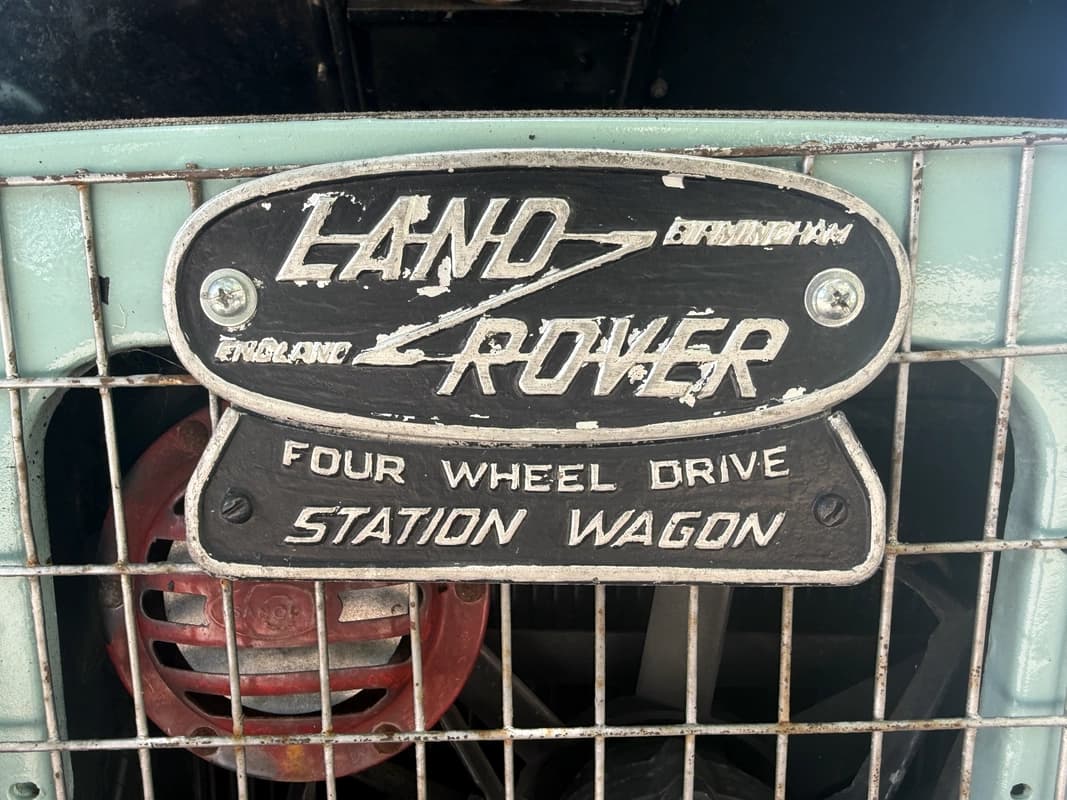 LAND
BIRMINGHAM
ENGLAND
ROVER
FOUR WHEEL DRIVE
STATION WAGON